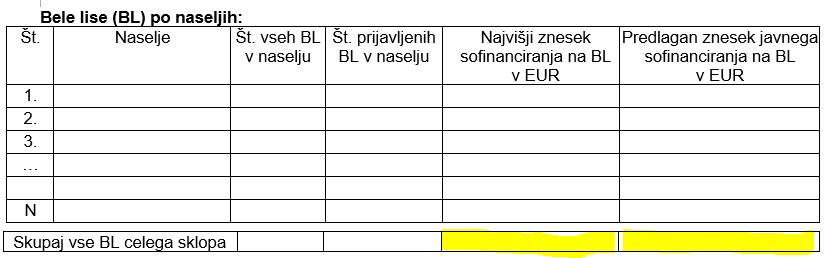 Bele lise (BL) po naseljih:
Št. Naselje Št. vseh BL v naselju Št. prijavljenih BL v naselju Najvišji znesek sofinanciranja na BL v EUR Predlagan znesek javnega sofinanciranja na BL v EUR
1.
2.
3.
…
N
Skupaj vse BL celega sklopa